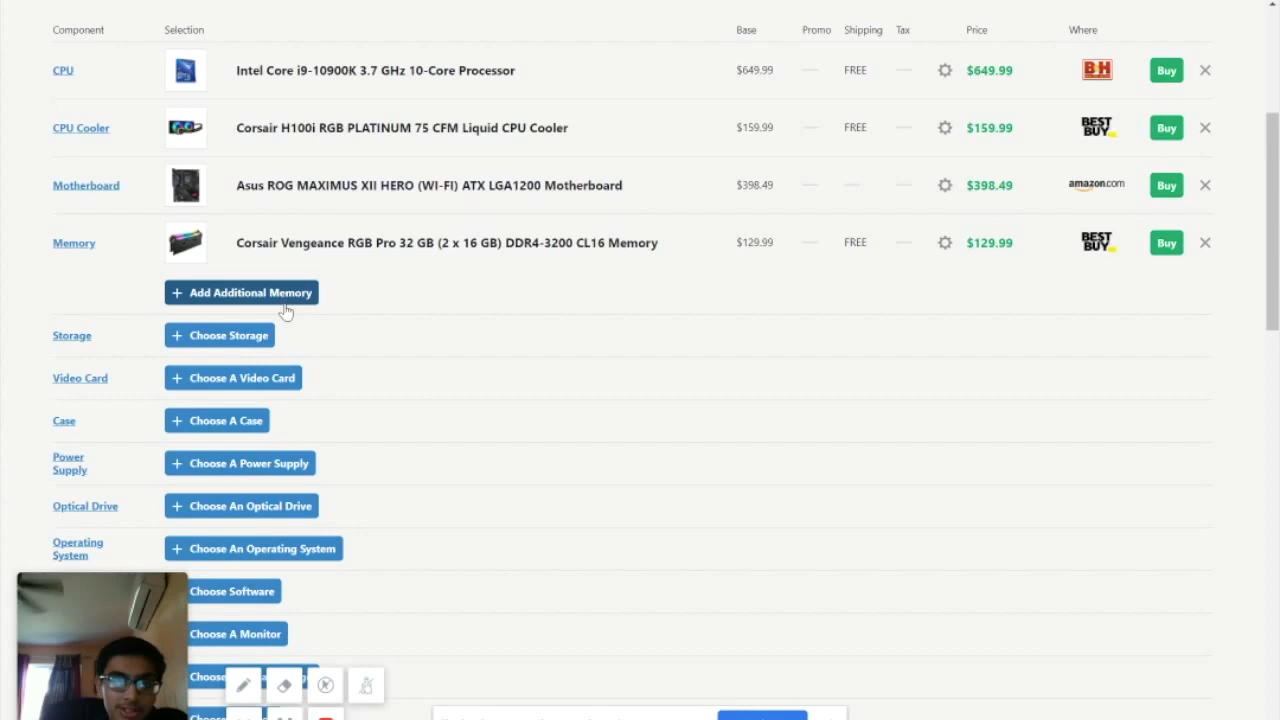 Component Selection Base Promo Shipping Tax Price Where
CPU Intel Core i9-10900K 3.7 GHz 10-Core Processor $649.99 FREE $649.99 B&H Buy
CPU Cooler Corsair H100i RGB PLATINUM 75 CFM Liquid CPU Cooler $159.99 FREE $159.99 BEST BUY Buy
Motherboard Asus ROG MAXIMUS XII HERO (WI-FI) ATX LGA1200 Motherboard $398.49 $398.49 amazon.com Buy
Memory Corsair Vengeance RGB Pro 32 GB (2 x 16 GB) DDR4-3200 CL16 Memory $129.99 FREE $129.99 BEST BUY Buy
+ Add Additional Memory
Storage + Choose Storage
Video Card + Choose A Video Card
Case + Choose A Case
Power Supply + Choose A Power Supply
Optical Drive + Choose An Optical Drive
Operating System + Choose An Operating System
Choose Software
Choose A Monitor